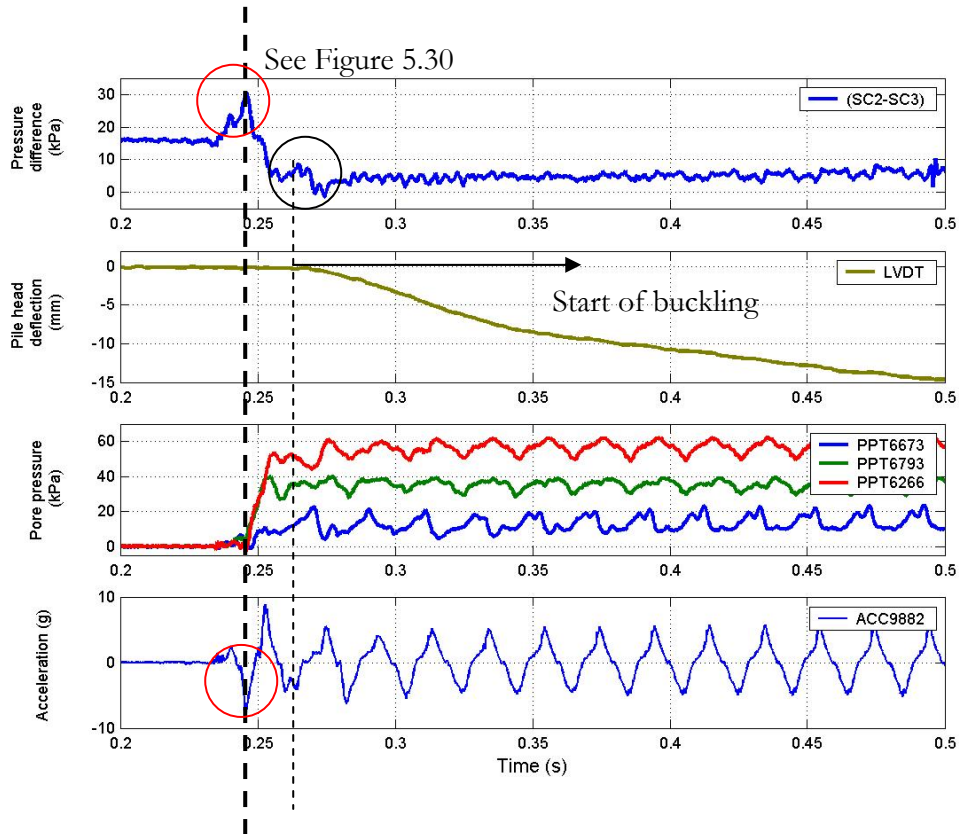 See Figure 5.30
Pressure
difference
(kPa)
30
20
10
0
(SC2-SC3)
0.2 0.25 0.3 0.35 0.4 0.45 0.5
Pile head
deflection
(mm)
0
-5
-10
-15
LVDT
Start of buckling
0.2 0.25 0.3 0.35 0.4 0.45 0.5
Pore pressure
(kPa)
60
40
20
0
PPT6673
PPT6793
PPT6266
0.2 0.25 0.3 0.35 0.4 0.45 0.5
Acceleration (g)
10
0
-10
ACC9882
0.2 0.25 0.3 0.35 0.4 0.45 0.5
Time (s)